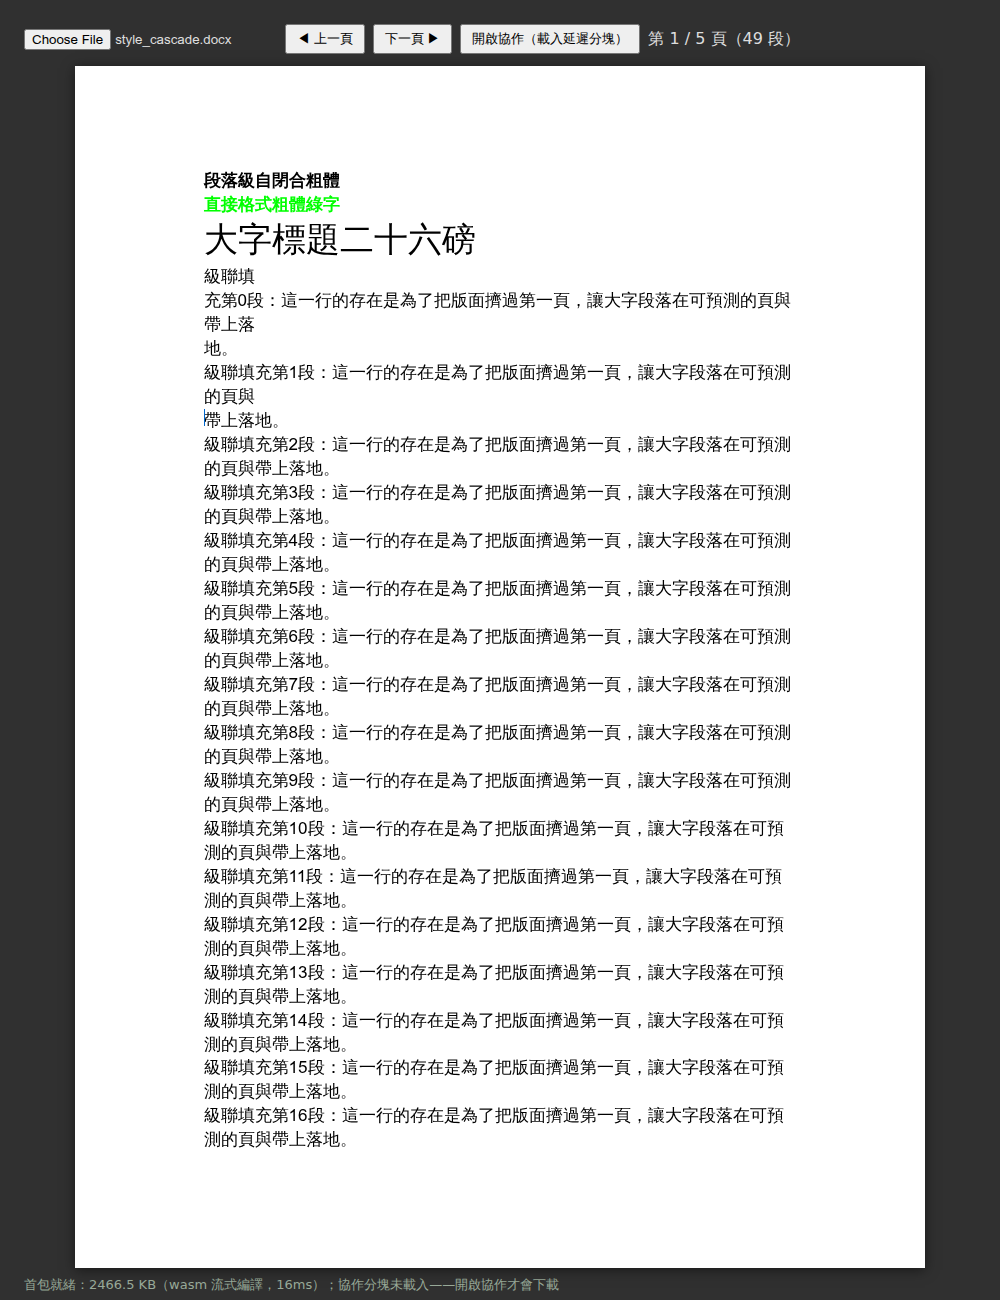 Choose File style_cascade.docx ◀ 上一頁 下一頁 ▶ 開啟協作（載入延遲分塊） 第 1 / 5 頁（49 段）
段落級自閉合粗體
直接格式粗體綠字
大字標題二十六磅
級聯填
充第0段：這一行的存在是為了把版面擠過第一頁，讓大字段落在可預測的頁與
帶上落
地。
級聯填充第1段：這一行的存在是為了把版面擠過第一頁，讓大字段落在可預測
的頁與
帶上落地。
級聯填充第2段：這一行的存在是為了把版面擠過第一頁，讓大字段落在可預測
的頁與帶上落地。
級聯填充第3段：這一行的存在是為了把版面擠過第一頁，讓大字段落在可預測
的頁與帶上落地。
級聯填充第4段：這一行的存在是為了把版面擠過第一頁，讓大字段落在可預測
的頁與帶上落地。
級聯填充第5段：這一行的存在是為了把版面擠過第一頁，讓大字段落在可預測
的頁與帶上落地。
級聯填充第6段：這一行的存在是為了把版面擠過第一頁，讓大字段落在可預測
的頁與帶上落地。
級聯填充第7段：這一行的存在是為了把版面擠過第一頁，讓大字段落在可預測
的頁與帶上落地。
級聯填充第8段：這一行的存在是為了把版面擠過第一頁，讓大字段落在可預測
的頁與帶上落地。
級聯填充第9段：這一行的存在是為了把版面擠過第一頁，讓大字段落在可預測
的頁與帶上落地。
級聯填充第10段：這一行的存在是為了把版面擠過第一頁，讓大字段落在可預
測的頁與帶上落地。
級聯填充第11段：這一行的存在是為了把版面擠過第一頁，讓大字段落在可預
測的頁與帶上落地。
級聯填充第12段：這一行的存在是為了把版面擠過第一頁，讓大字段落在可預
測的頁與帶上落地。
級聯填充第13段：這一行的存在是為了把版面擠過第一頁，讓大字段落在可預
測的頁與帶上落地。
級聯填充第14段：這一行的存在是為了把版面擠過第一頁，讓大字段落在可預
測的頁與帶上落地。
級聯填充第15段：這一行的存在是為了把版面擠過第一頁，讓大字段落在可預
測的頁與帶上落地。
級聯填充第16段：這一行的存在是為了把版面擠過第一頁，讓大字段落在可預
測的頁與帶上落地。
首包就緒：2466.5 KB（wasm 流式編譯，16ms）；協作分塊未載入——開啟協作才會下載